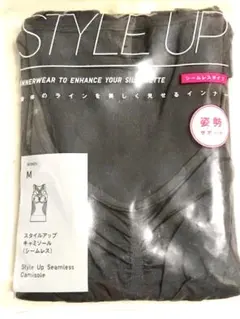 STYLE UP
INNERWEAR TO ENHANCE YOUR SILHOUETTE
シームレスタイプ
身体のラインを美しく見せるインナー
姿勢
サポート
WOMEN
M
スタイルアップ
キャミソール
(シームレス)
Style Up Seamless
Camisole